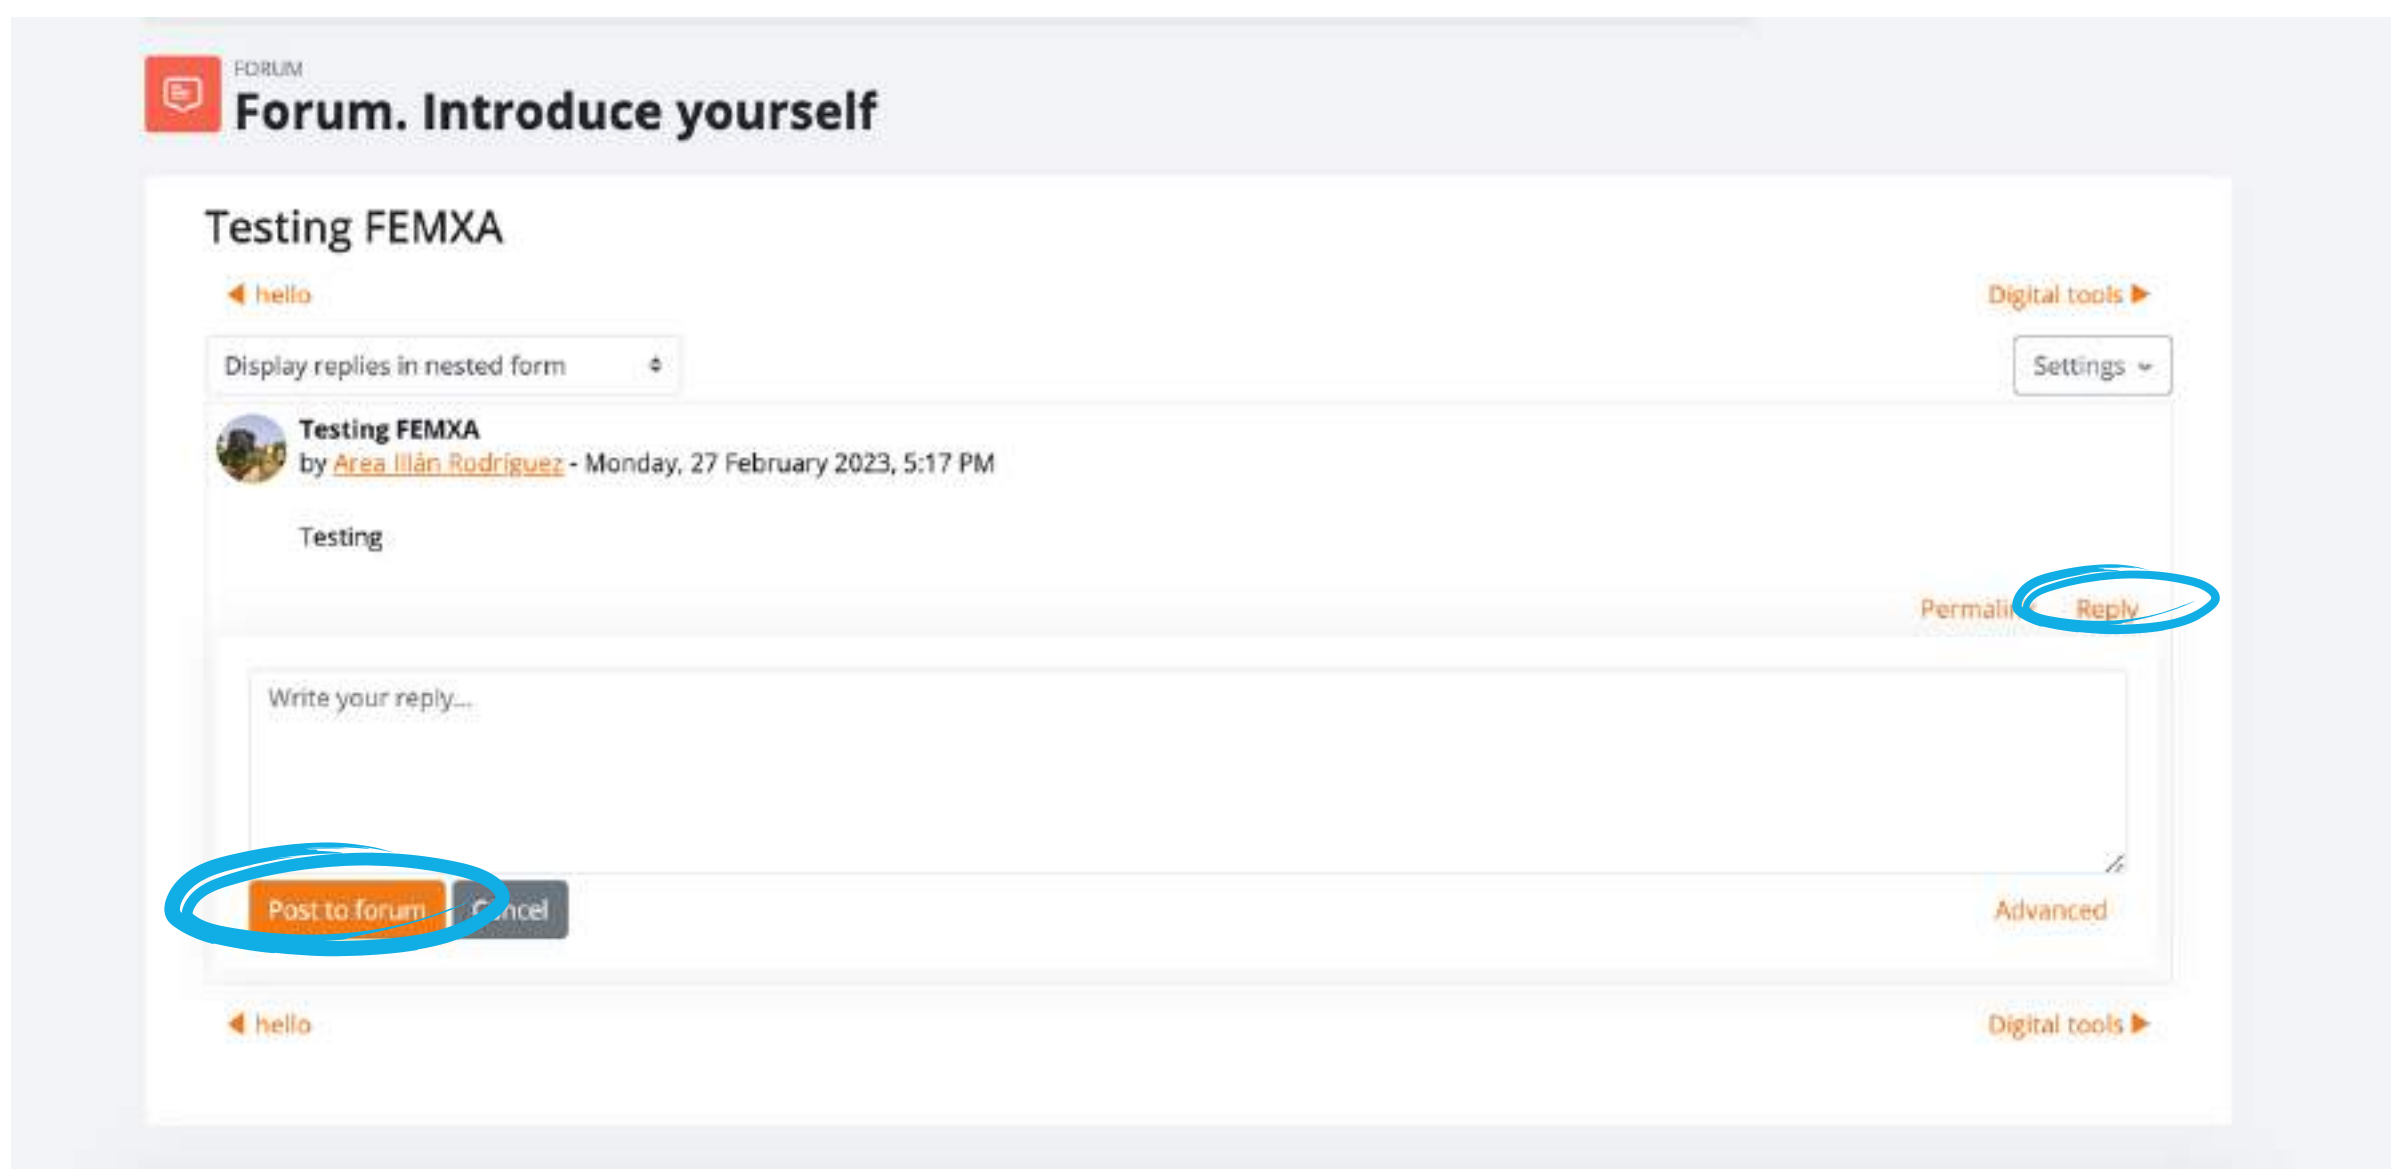 FORUM
Forum. Introduce yourself
Testing FEMXA
hello
Digital tools
Display replies in nested form
Settings
Testing FEMXA
by Area Illán Rodríguez - Monday, 27 February 2023, 5:17 PM
Testing
Permalink Reply
Write your reply...
Post to forum Cancel
Advanced
hello
Digital tools